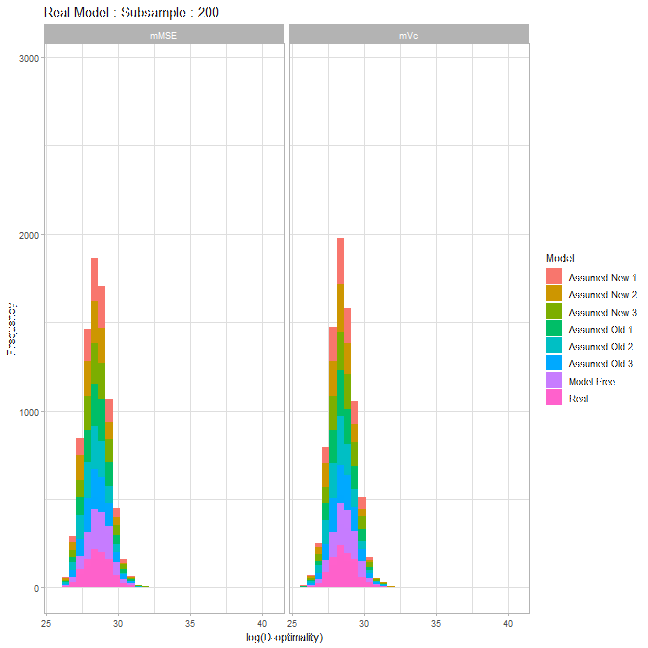 Real Model : Subsample : 200
mMSE
mVc
3000
2000
1000
0
Frequency
25
30
35
40
25
30
35
40
log(D-optimality)
Model
Assumed New 1
Assumed New 2
Assumed New 3
Assumed Old 1
Assumed Old 2
Assumed Old 3
Model Free
Real